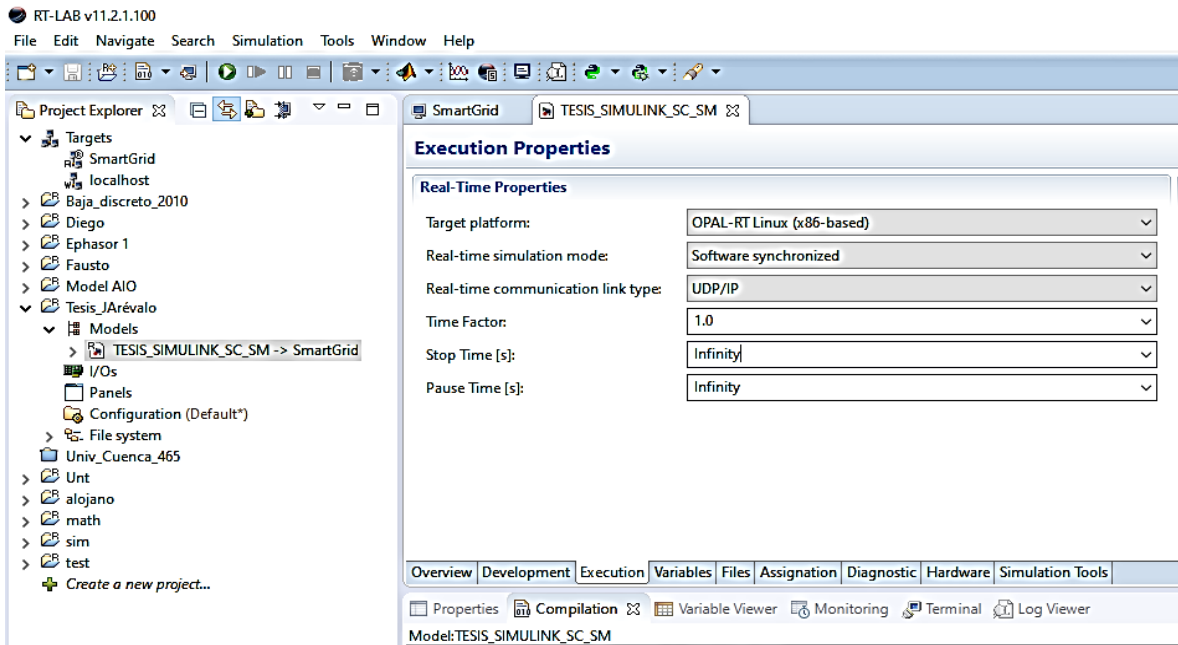 RT-LAB v11.2.1.100
File Edit Navigate Search Simulation Tools Window Help
Project Explorer
Targets
SmartGrid
localhost
Baja_discreto_2010
Diego
Ephasor 1
Fausto
Model AIO
Tesis_JArévalo
Models
TESIS_SIMULINK_SC_SM -> SmartGrid
I/Os
Panels
Configuration (Default*)
File system
Univ_Cuenca_465
Unt
alojano
math
sim
test
Create a new project...
SmartGrid TESIS_SIMULINK_SC_SM
Execution Properties
Real-Time Properties
Target platform: OPAL-RT Linux (x86-based)
Real-time simulation mode: Software synchronized
Real-time communication link type: UDP/IP
Time Factor: 1.0
Stop Time [s]: Infinity
Pause Time [s]: Infinity
Overview Development Execution Variables Files Assignation Diagnostic Hardware Simulation Tools
Properties Compilation Variable Viewer Monitoring Terminal Log Viewer
Model:TESIS_SIMULINK_SC_SM